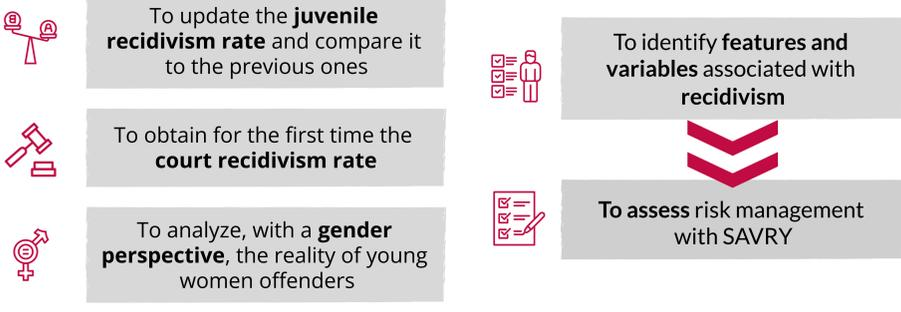 To update the juvenile
recidivism rate and compare it
to the previous ones
To obtain for the first time the
court recidivism rate
To analyze, with a gender
perspective, the reality of young
women offenders
To identify features and
variables associated with
recidivism
To assess risk management
with SAVRY